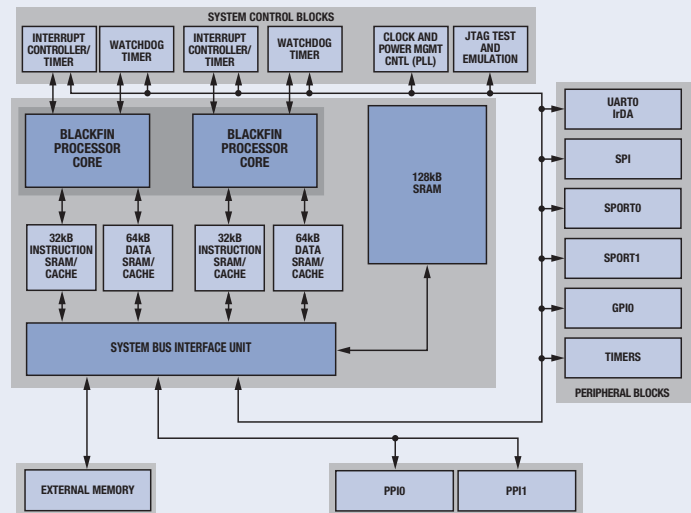 SYSTEM CONTROL BLOCKS
INTERRUPT
CONTROLLER/
TIMER
WATCHDOG
TIMER
INTERRUPT
CONTROLLER/
TIMER
WATCHDOG
TIMER
CLOCK AND
POWER MGMT
CNTL (PLL)
JTAG TEST
AND
EMULATION
BLACKFIN
PROCESSOR
CORE
BLACKFIN
PROCESSOR
CORE
128kB
SRAM
32kB
INSTRUCTION
SRAM/
CACHE
64kB
DATA
SRAM/
CACHE
32kB
INSTRUCTION
SRAM/
CACHE
64kB
DATA
SRAM/
CACHE
SYSTEM BUS INTERFACE UNIT
UART0
IrDA
SPI
SPORT0
SPORT1
GPIO
TIMERS
PERIPHERAL BLOCKS
EXTERNAL MEMORY
PPI0
PPI1